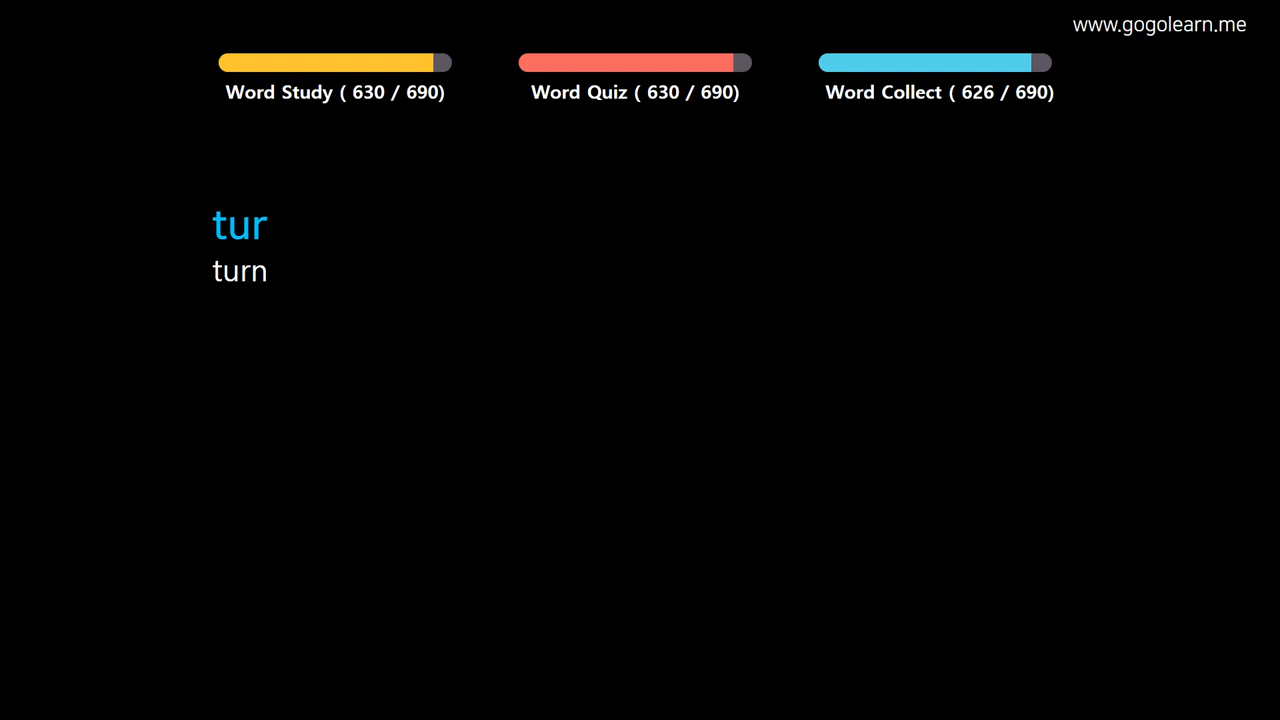 www.gogolearn.me
Word Study ( 630 / 690)
Word Quiz ( 630 / 690)
Word Collect ( 626 / 690)
tur
turn